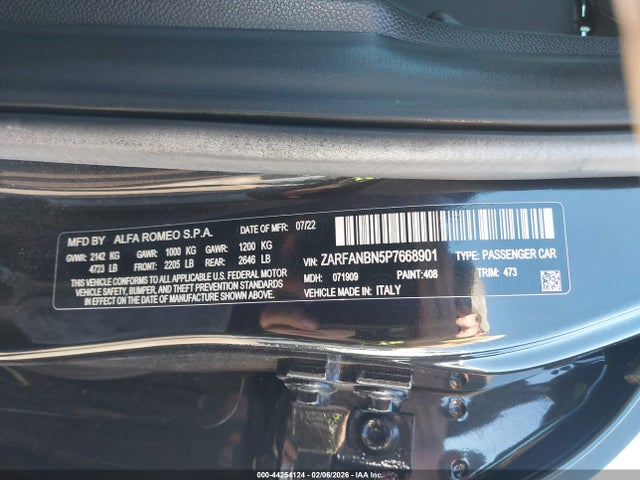 MFD BY ALFA ROMEO S.P.A. DATE OF MFR 07/22
GVWR: 2142 KG GAWR: 1000 KG GAWR: 1200 KG
4723 LB FRONT: 2205 LB REAR: 2646 LB
THIS VEHICLE CONFORMS TO ALL APPLICABLE FEDERAL MOTOR
VEHICLE SAFETY, BUMPER, AND THEFT PREVENTION STANDARDS
IN EFFECT ON THE DATE OF MANUFACTURE SHOWN ABOVE.
VIN: ZARFANBN5P7668901 TYPE: PASSENGER CAR
MDH: 071909 PAINT:408 TRIM: 473
VEHICLE MADE IN: ITALY
000-44254124 - 02/06/2026 - IAAI.COM